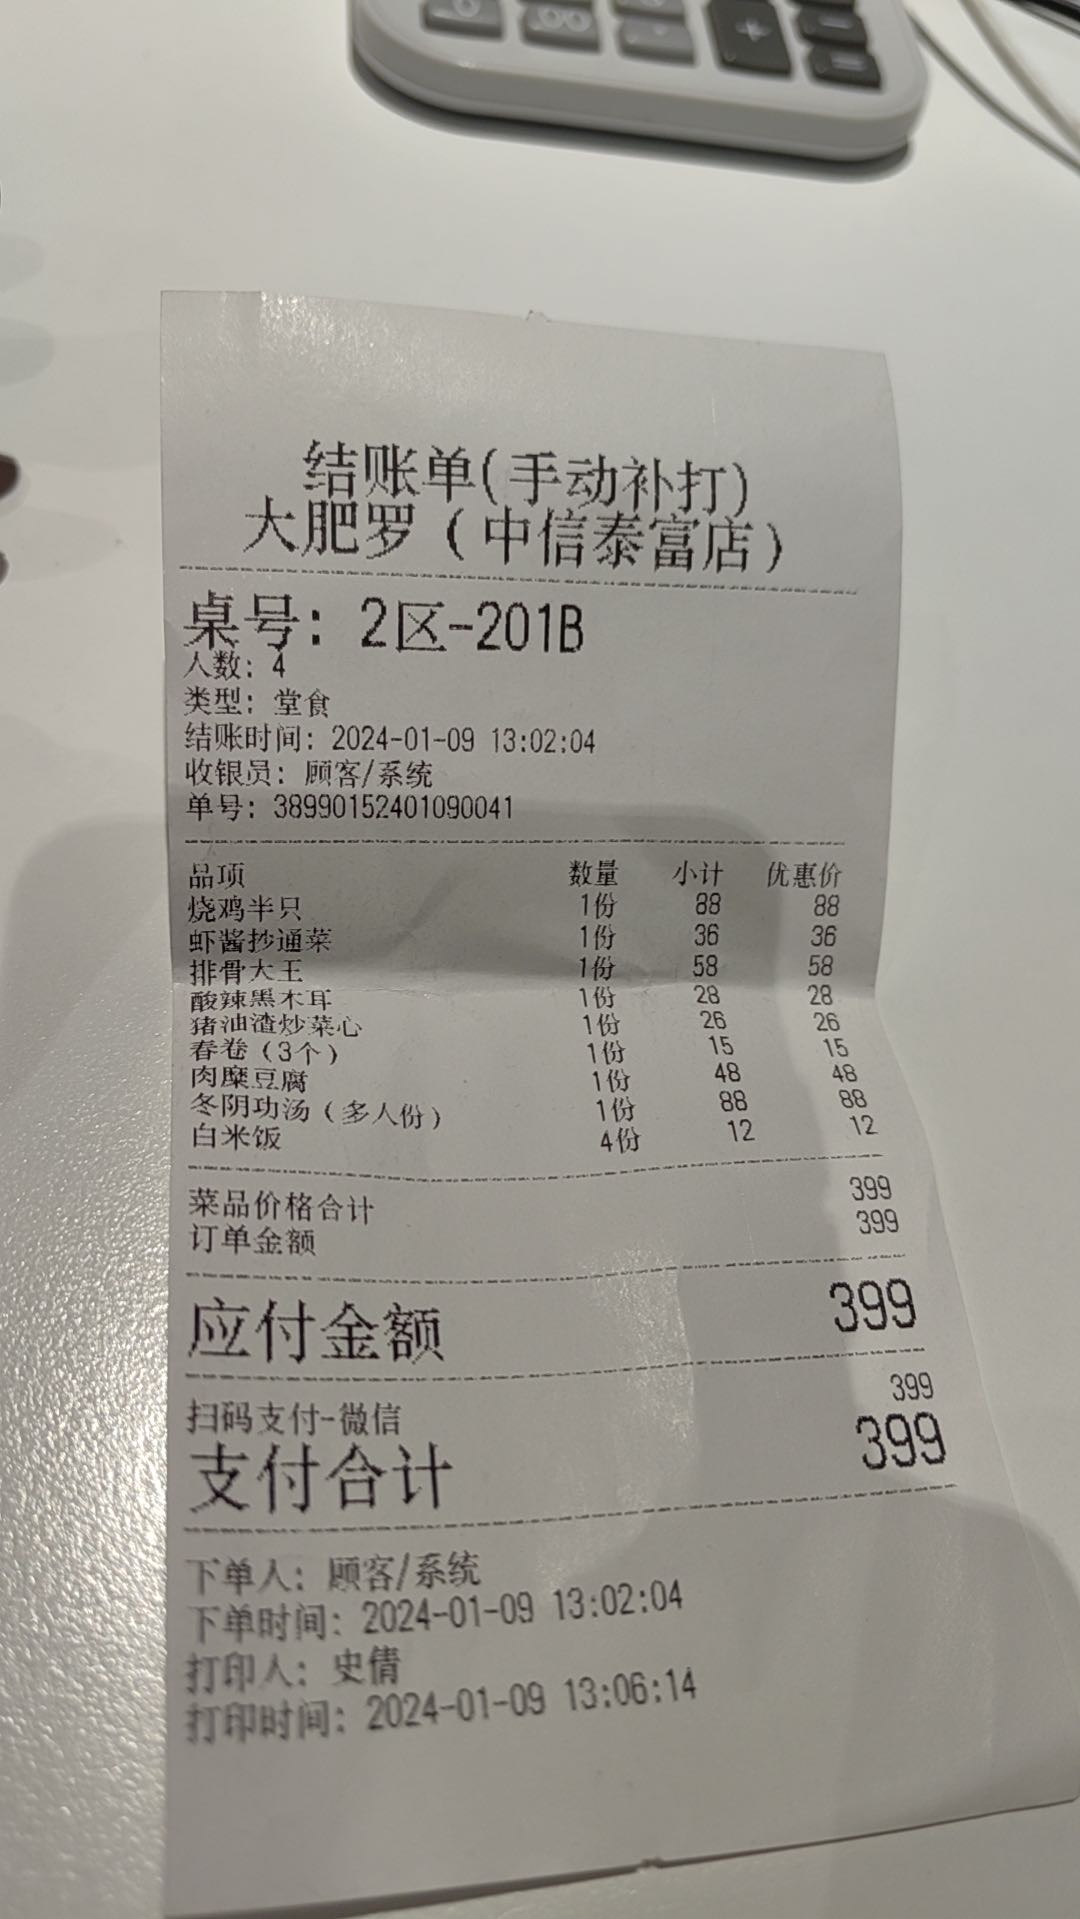 结账单(手动补打)
大肥罗（中信泰富店）
桌号：2区-201B
人数：4
类型：堂食
结账时间：2024-01-09 13:02:04
收银员：顾客/系统
单号：38990152401090041
品项 数量 小计 优惠价
烧鸡半只 1份 88 88
虾酱抄通菜 1份 36 36
排骨大王 1份 58 58
酸辣黑木耳 1份 28 28
猪油渣炒菜心 1份 26 26
春卷（3个） 1份 15 15
肉糜豆腐 1份 48 48
冬阴功汤（多人份） 1份 88 88
白米饭 4份 12 12
菜品价格合计 399
订单金额 399
应付金额 399
扫码支付-微信 399
支付合计 399
下单人：顾客/系统
下单时间：2024-01-09 13:02:04
打印人：史倩
打印时间：2024-01-09 13:06:14